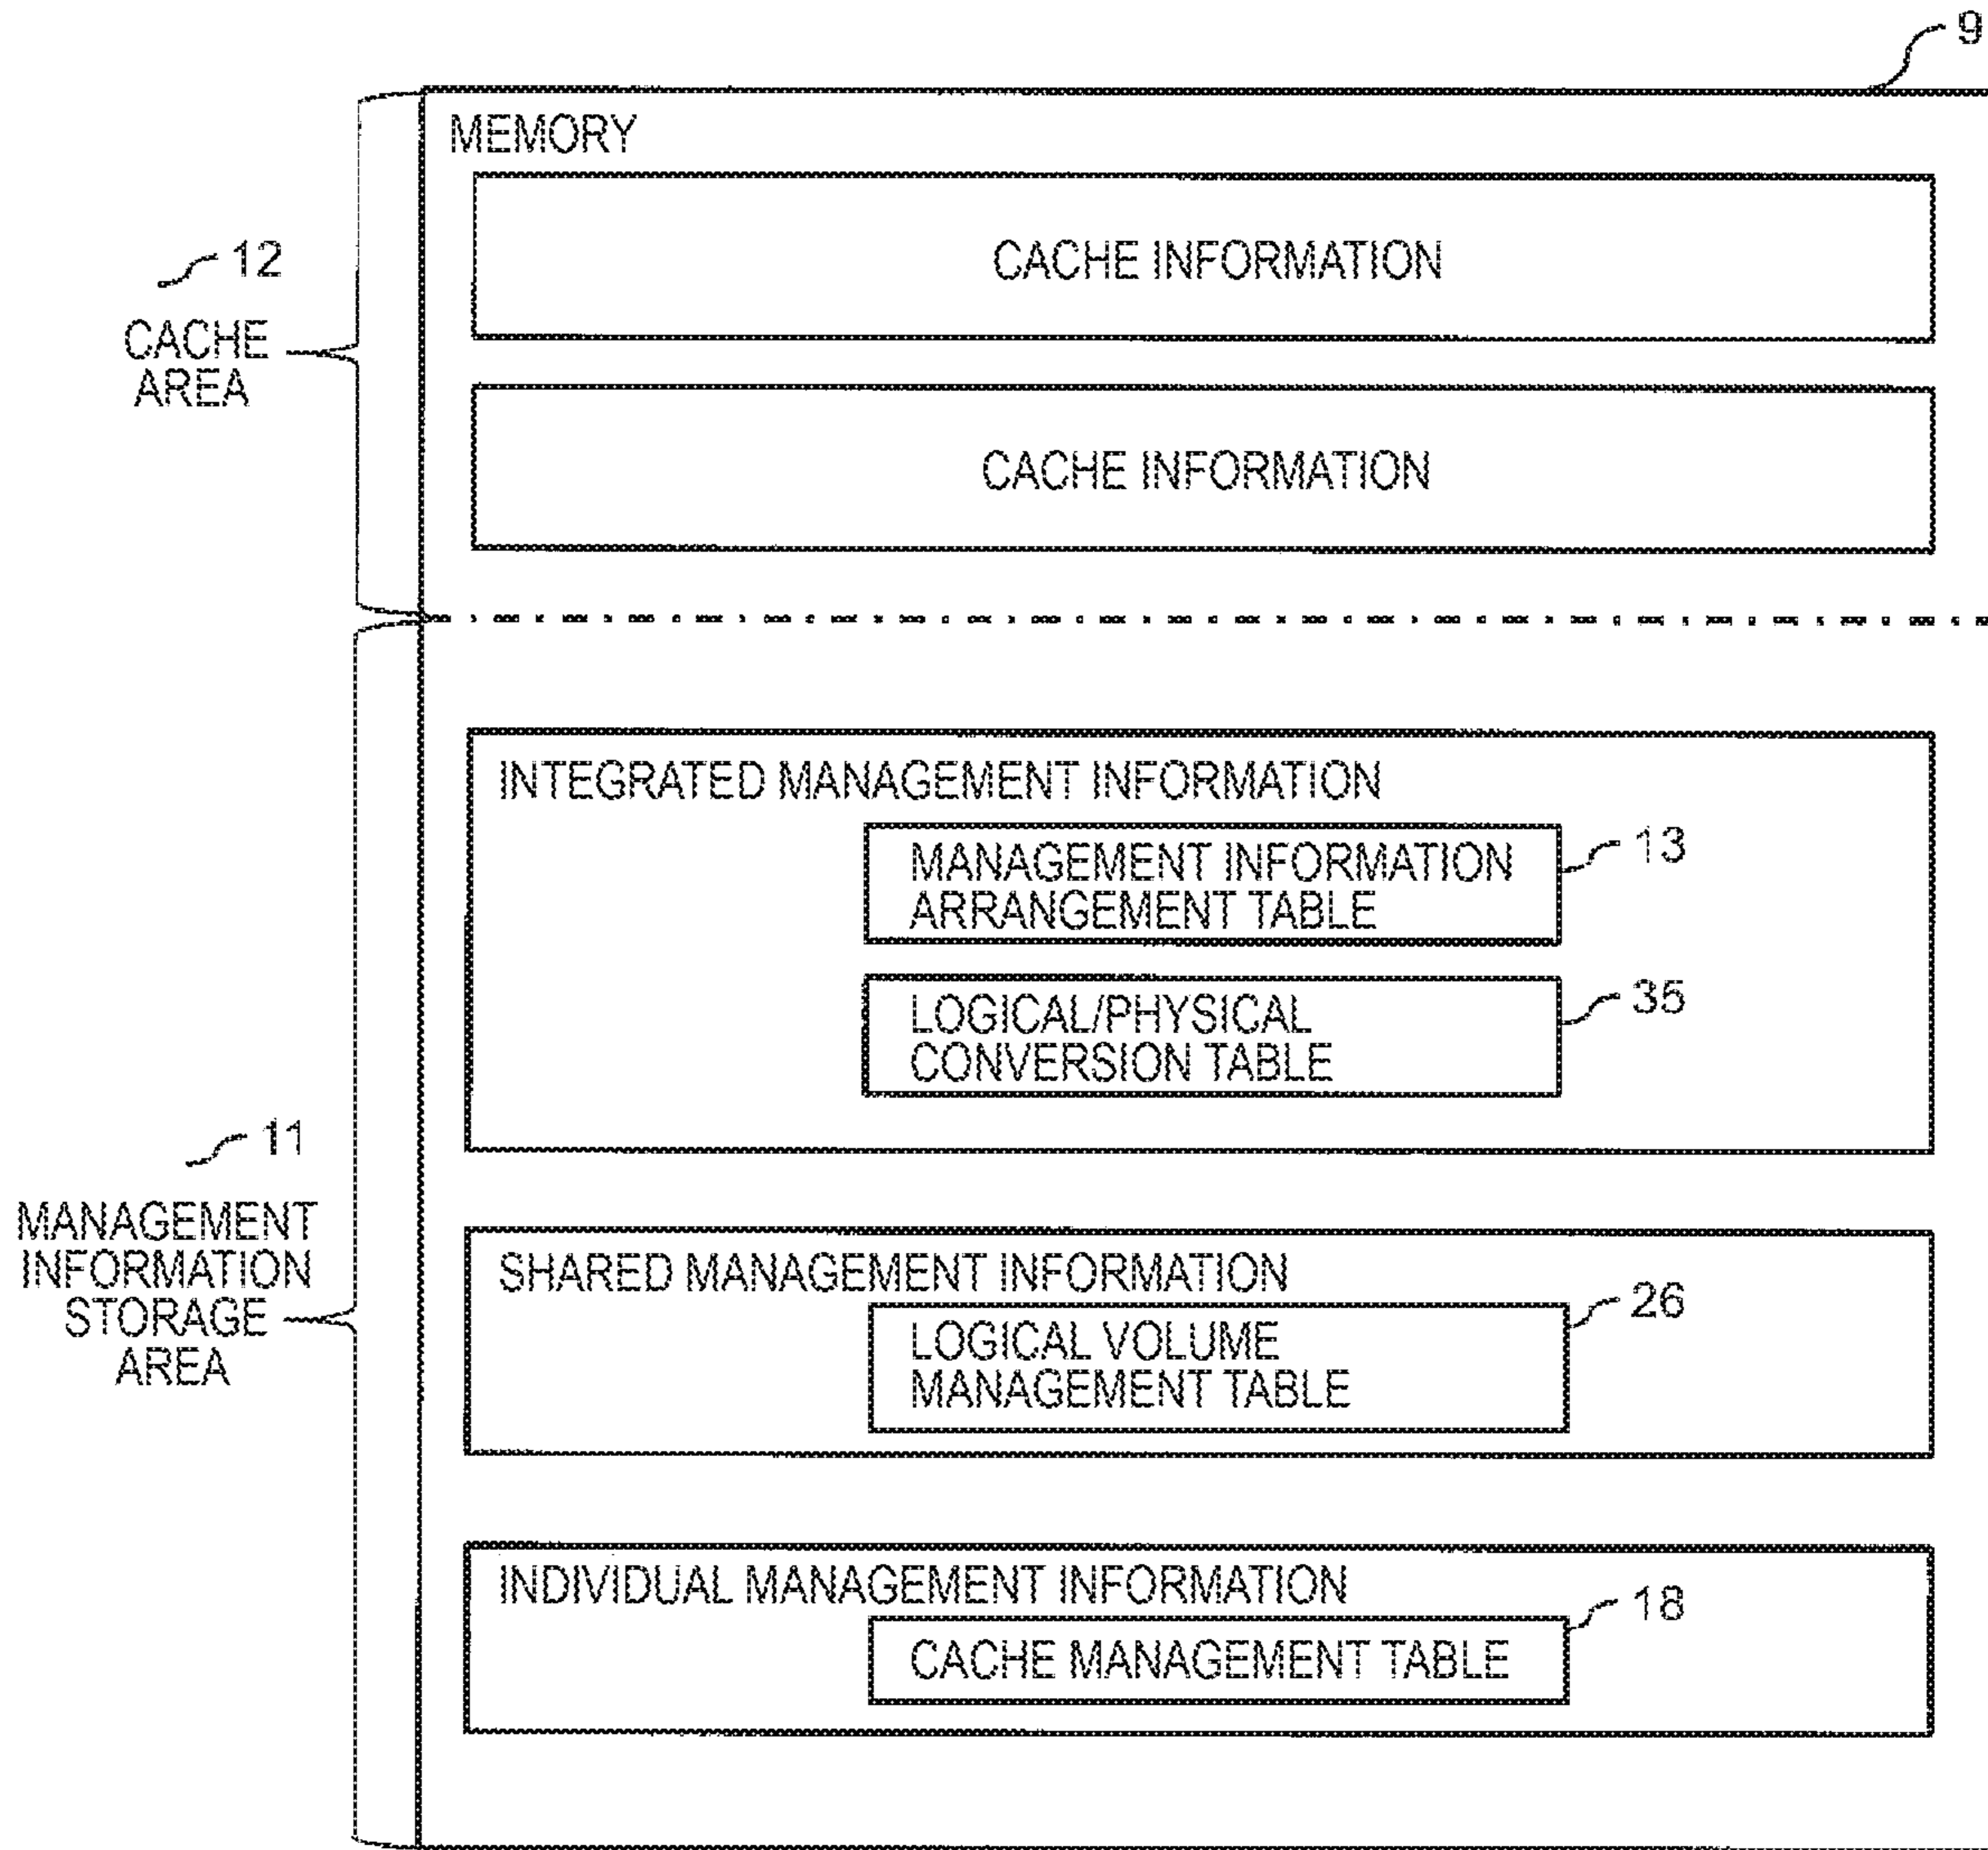 9
MEMORY
CACHE INFORMATION
12
CACHE
AREA
CACHE INFORMATION
INTEGRATED MANAGEMENT INFORMATION
MANAGEMENT INFORMATION
ARRANGEMENT TABLE
13
LOGICAL/PHYSICAL
CONVERSION TABLE
35
11
MANAGEMENT
INFORMATION
STORAGE
AREA
SHARED MANAGEMENT INFORMATION
LOGICAL VOLUME
MANAGEMENT TABLE
26
INDIVIDUAL MANAGEMENT INFORMATION
CACHE MANAGEMENT TABLE
18